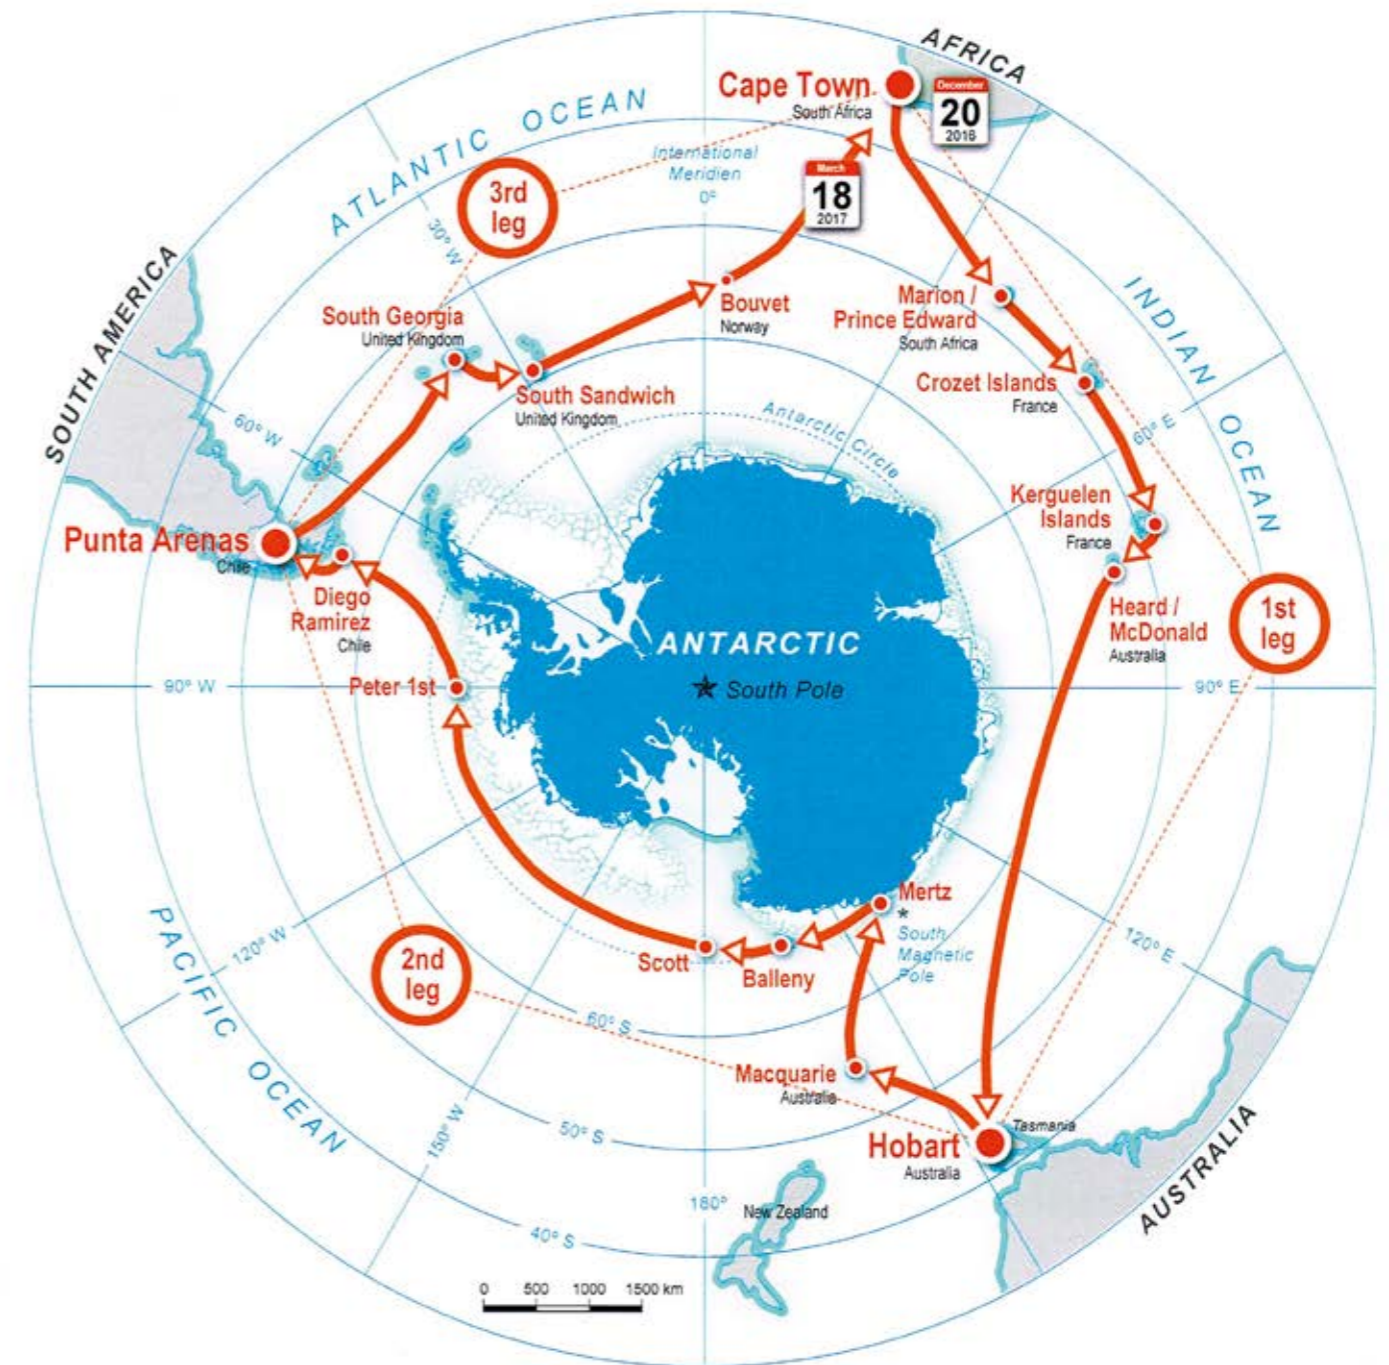 AFRICA
Cape Town
South Africa
December
20
2016
ATLANTIC OCEAN
International
Meridien
0°
March
18
2017
3rd
leg
30° W
SOUTH AMERICA
INDIAN OCEAN
Bouvet
Norway
Marion /
Prince Edward
South Africa
South Georgia
United Kingdom
South Sandwich
United Kingdom
Crozet Islands
France
Antarctic Circle
60° W
60° E
Kerguelen
Islands
France
Punta Arenas
Chile
Diego
Ramirez
Chile
Heard /
McDonald
Australia
1st
leg
ANTARCTIC
South Pole
90° W
Peter 1st
90° E
Mertz
*
South
Magnetic
Pole
120° W
120° E
2nd
leg
Scott
Balleny
PACIFIC OCEAN
60° S
Macquarie
Australia
150° W
50° S
Hobart
Australia
Tasmania
AUSTRALIA
180°
New Zealand
40° S
0 500 1000 1500 km